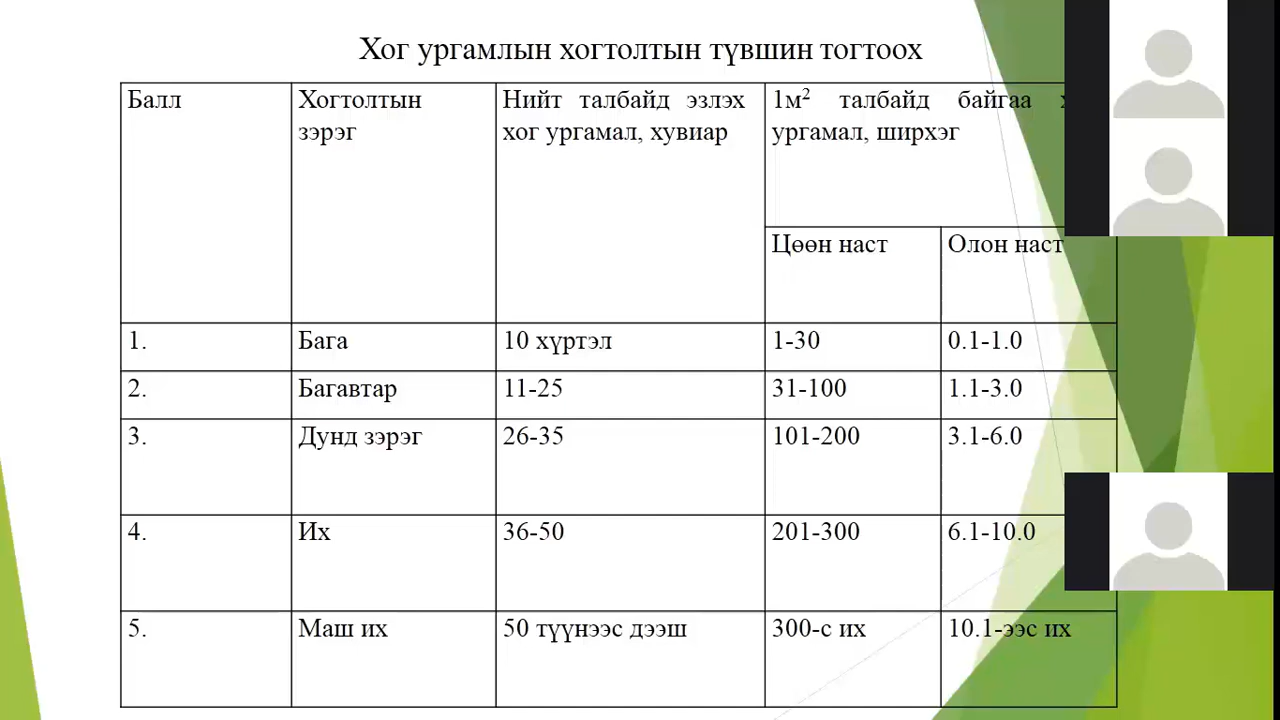 Хог ургамлын хогтолтын түвшин тогтоох
Балл
Хогтолтын
зэрэг
Нийт талбайд эзлэх
хог ургамал, хувиар
1м² талбайд байгаа
ургамал, ширхэг
Цөөн наст
Олон наст
1.
Бага
10 хүртэл
1-30
0.1-1.0
2.
Багавтар
11-25
31-100
1.1-3.0
3.
Дунд зэрэг
26-35
101-200
3.1-6.0
4.
Их
36-50
201-300
6.1-10.0
5.
Маш их
50 түүнээс дээш
300-с их
10.1-ээс их